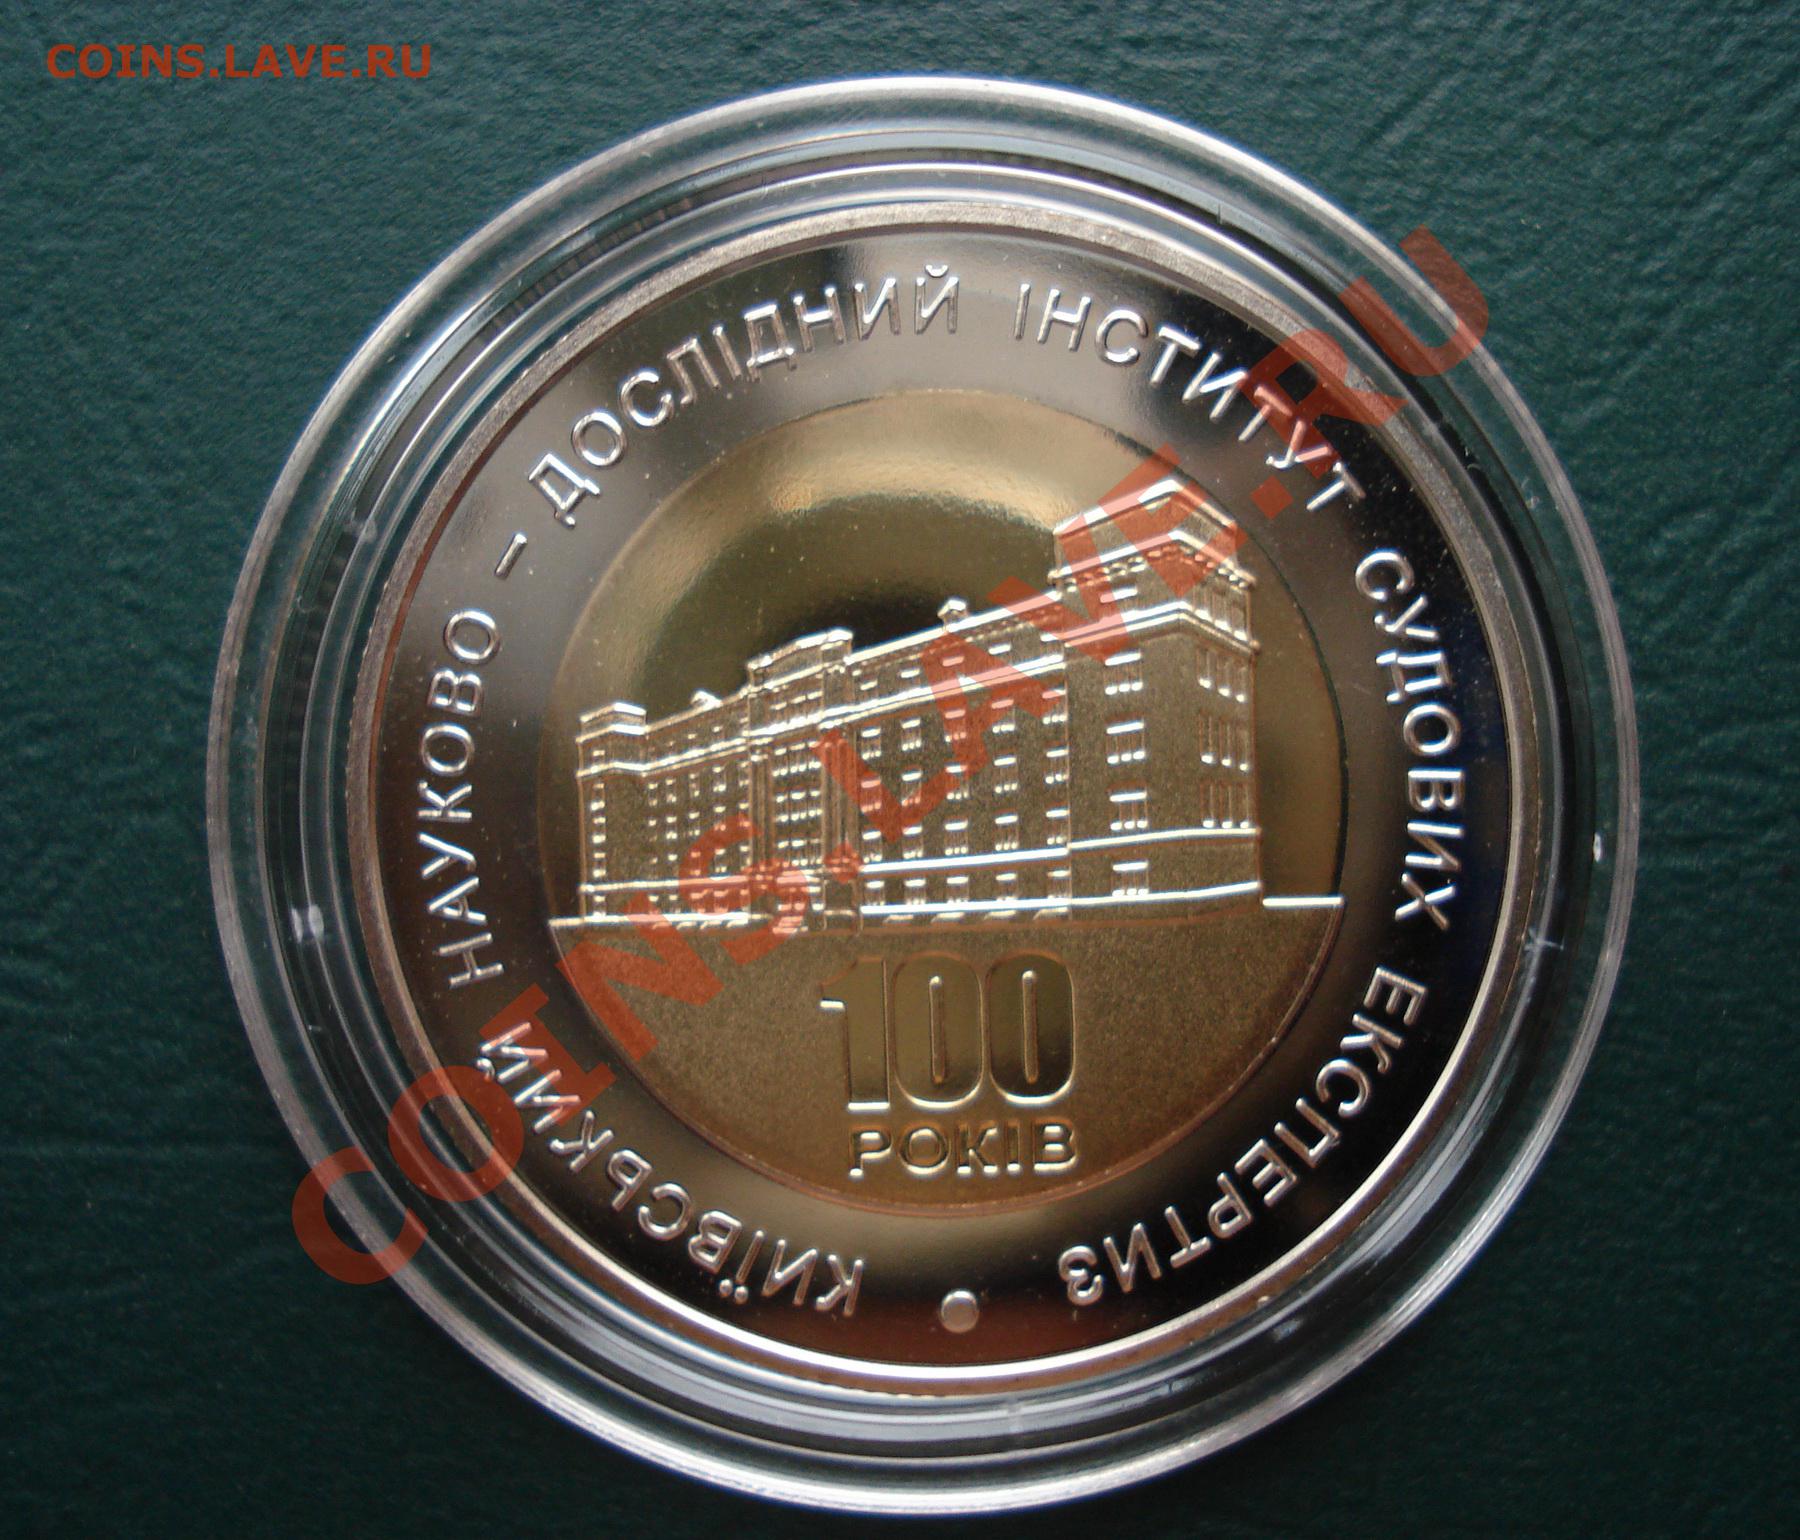 COINS.LAVE.RU
КИЇВСЬКИЙ НАУКОВО - ДОСЛІДНИЙ ІНСТИТУТ СУДОВИХ ЕКСПЕРТИЗ
100
РОКІВ
COINS.LAVE.RU